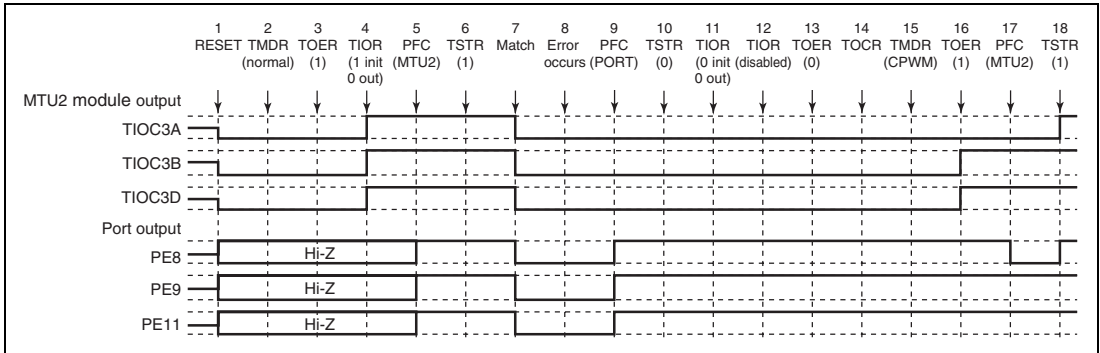 1 2 3 4 5 6 7 8 9 10 11 12 13 14 15 16 17 18
RESET TMDR TOER TIOR PFC TSTR Match Error PFC TSTR TIOR TIOR TOER TOCR TMDR TOER PFC TSTR
(normal) (1) (1 init (MTU2) (1) occurs (PORT) (0) (0 init (disabled) (0) (CPWM) (1) (MTU2) (1)
0 out) 0 out)
MTU2 module output
TIOC3A
TIOC3B
TIOC3D
Port output
PE8 Hi-Z
PE9 Hi-Z
PE11 Hi-Z